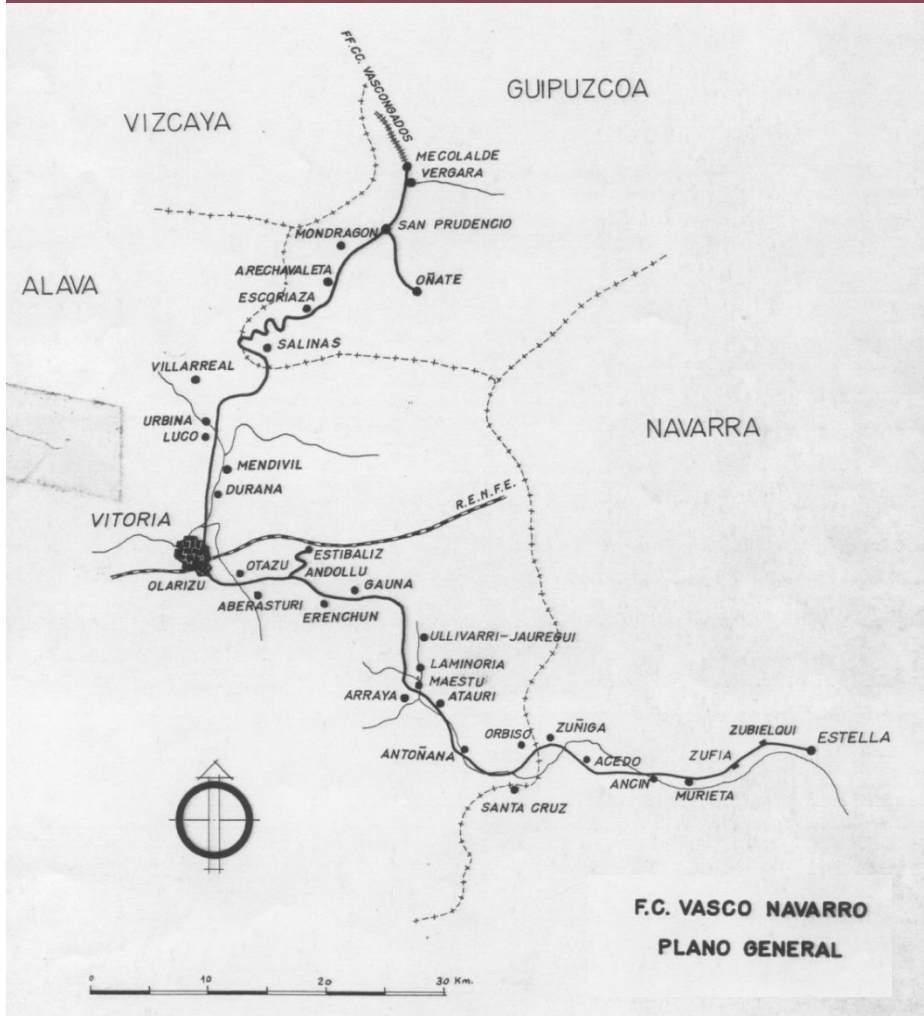 FF.CC. VASCONGADOS
GUIPUZCOA
VIZCAYA
MECOLALDE
VERGARA
SAN PRUDENCIO
MONDRAGON
ARECHAVALETA
OÑATE
ALAVA
ESCORIAZA
SALINAS
VILLARREAL
URBINA
LUCO
NAVARRA
MENDIVIL
DURANA
R.E.N.F.E.
VITORIA
ESTIBALIZ
OTAZU
ANDOLLU
OLARIZU
GAUNA
ABERASTURI
ERENCHUN
ULLIVARRI-JAUREGUI
LAMINORIA
MAESTU
ARRAYA
ATAURI
ORBISO
ZUÑIGA
ZUBIELQUI
ESTELLA
ANTOÑANA
ACEDO
ZUFIA
ANCIN
MURIETA
SANTA CRUZ
F.C. VASCO NAVARRO
PLANO GENERAL
0 10 20 30 Km.